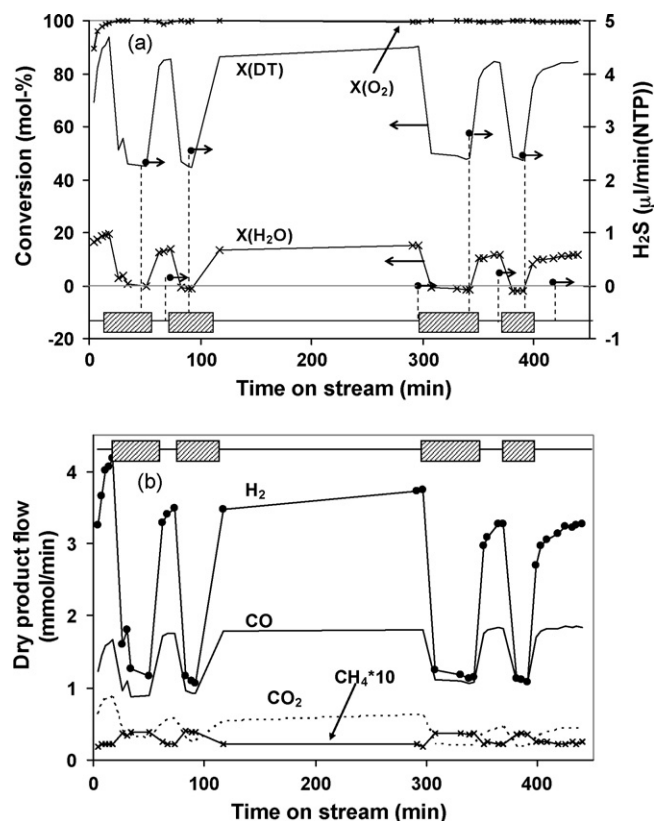 (a)
Conversion (mol-%)
120
100
80
60
40
20
0
-20
X(DT)
X(O₂)
X(H₂O)
5
4
3
2
1
0
-1
H₂S (µl/min(NTP))
0 100 200 300 400
Time on stream (min)
(b)
Dry product flow
(mmol/min)
4
3
2
1
0
H₂
CO
CO₂
CH₄*10
0 100 200 300 400
Time on stream (min)